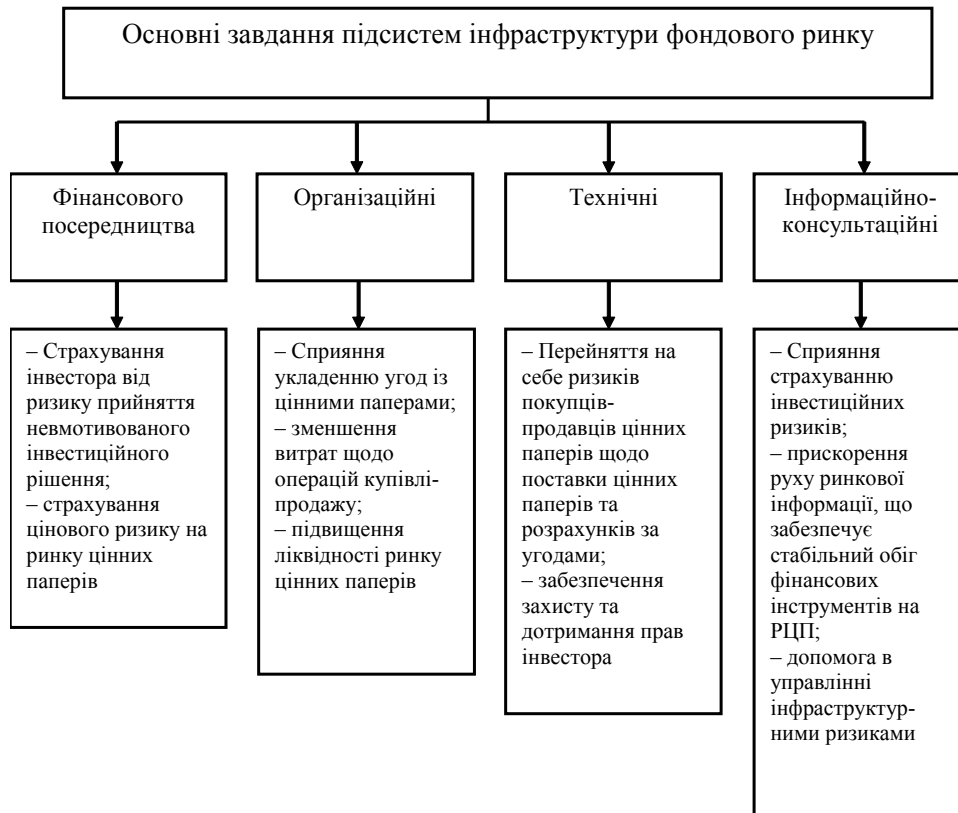 Основні завдання підсистем інфраструктури фондового ринку
Фінансового
посередництва
Організаційні
Технічні
Інформаційно-
консультаційні
– Страхування
інвестора від
ризику прийняття
невмотивованого
інвестиційного
рішення;
– страхування
цінового ризику на
ринку цінних
паперів
– Сприяння
укладенню угод із
цінними паперами;
– зменшення
витрат щодо
операцій купівлі-
продажу;
– підвищення
ліквідності ринку
цінних паперів
– Перейняття на
себе ризиків
покупців-
продавців цінних
паперів щодо
поставки цінних
паперів та
розрахунків за
угодами;
– забезпечення
захисту та
дотримання прав
інвестора
– Сприяння
страхуванню
інвестиційних
ризиків;
– прискорення
руху ринкової
інформації, що
забезпечує
стабільний обіг
фінансових
інструментів на
РЦП;
– допомога в
управлінні
інфраструктур-
ними ризиками